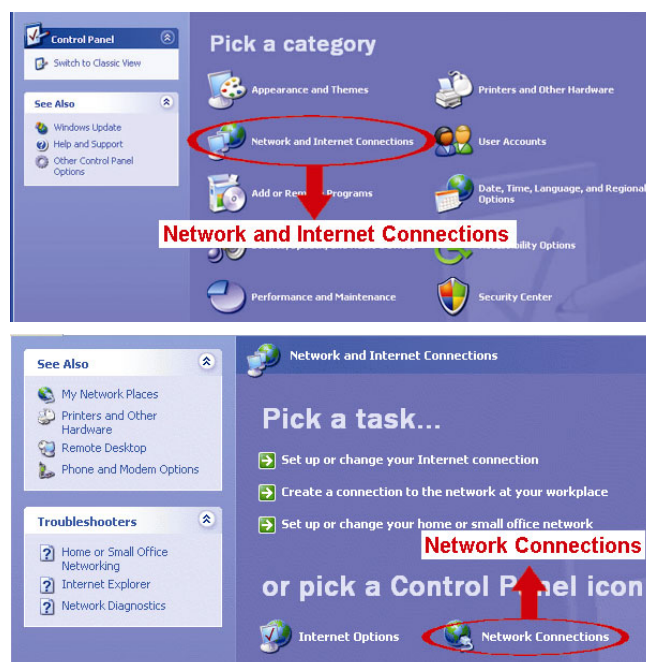 Control Panel
Switch to Classic View
See Also
Windows Update
Help and Support
Other Control Panel
Options
Pick a category
Appearance and Themes
Printers and Other Hardware
Network and Internet Connections
User Accounts
Add or Programs
Date, Time, Language, and Regional
Options
Network and Internet Connections
Options
Performance and Maintenance
Security Center
See Also
My Network Places
Printers and Other
Hardware
Remote Desktop
Phone and Modem Options
Troubleshooters
Home or Small Office
Networking
Internet Explorer
Network Diagnostics
Network and Internet Connections
Pick a task...
Set up or change your Internet connection
Create a connection to the network at your workplace
Set up or change your home or small office network
Network Connections
or pick a Control icon
Internet Options
Network Connections